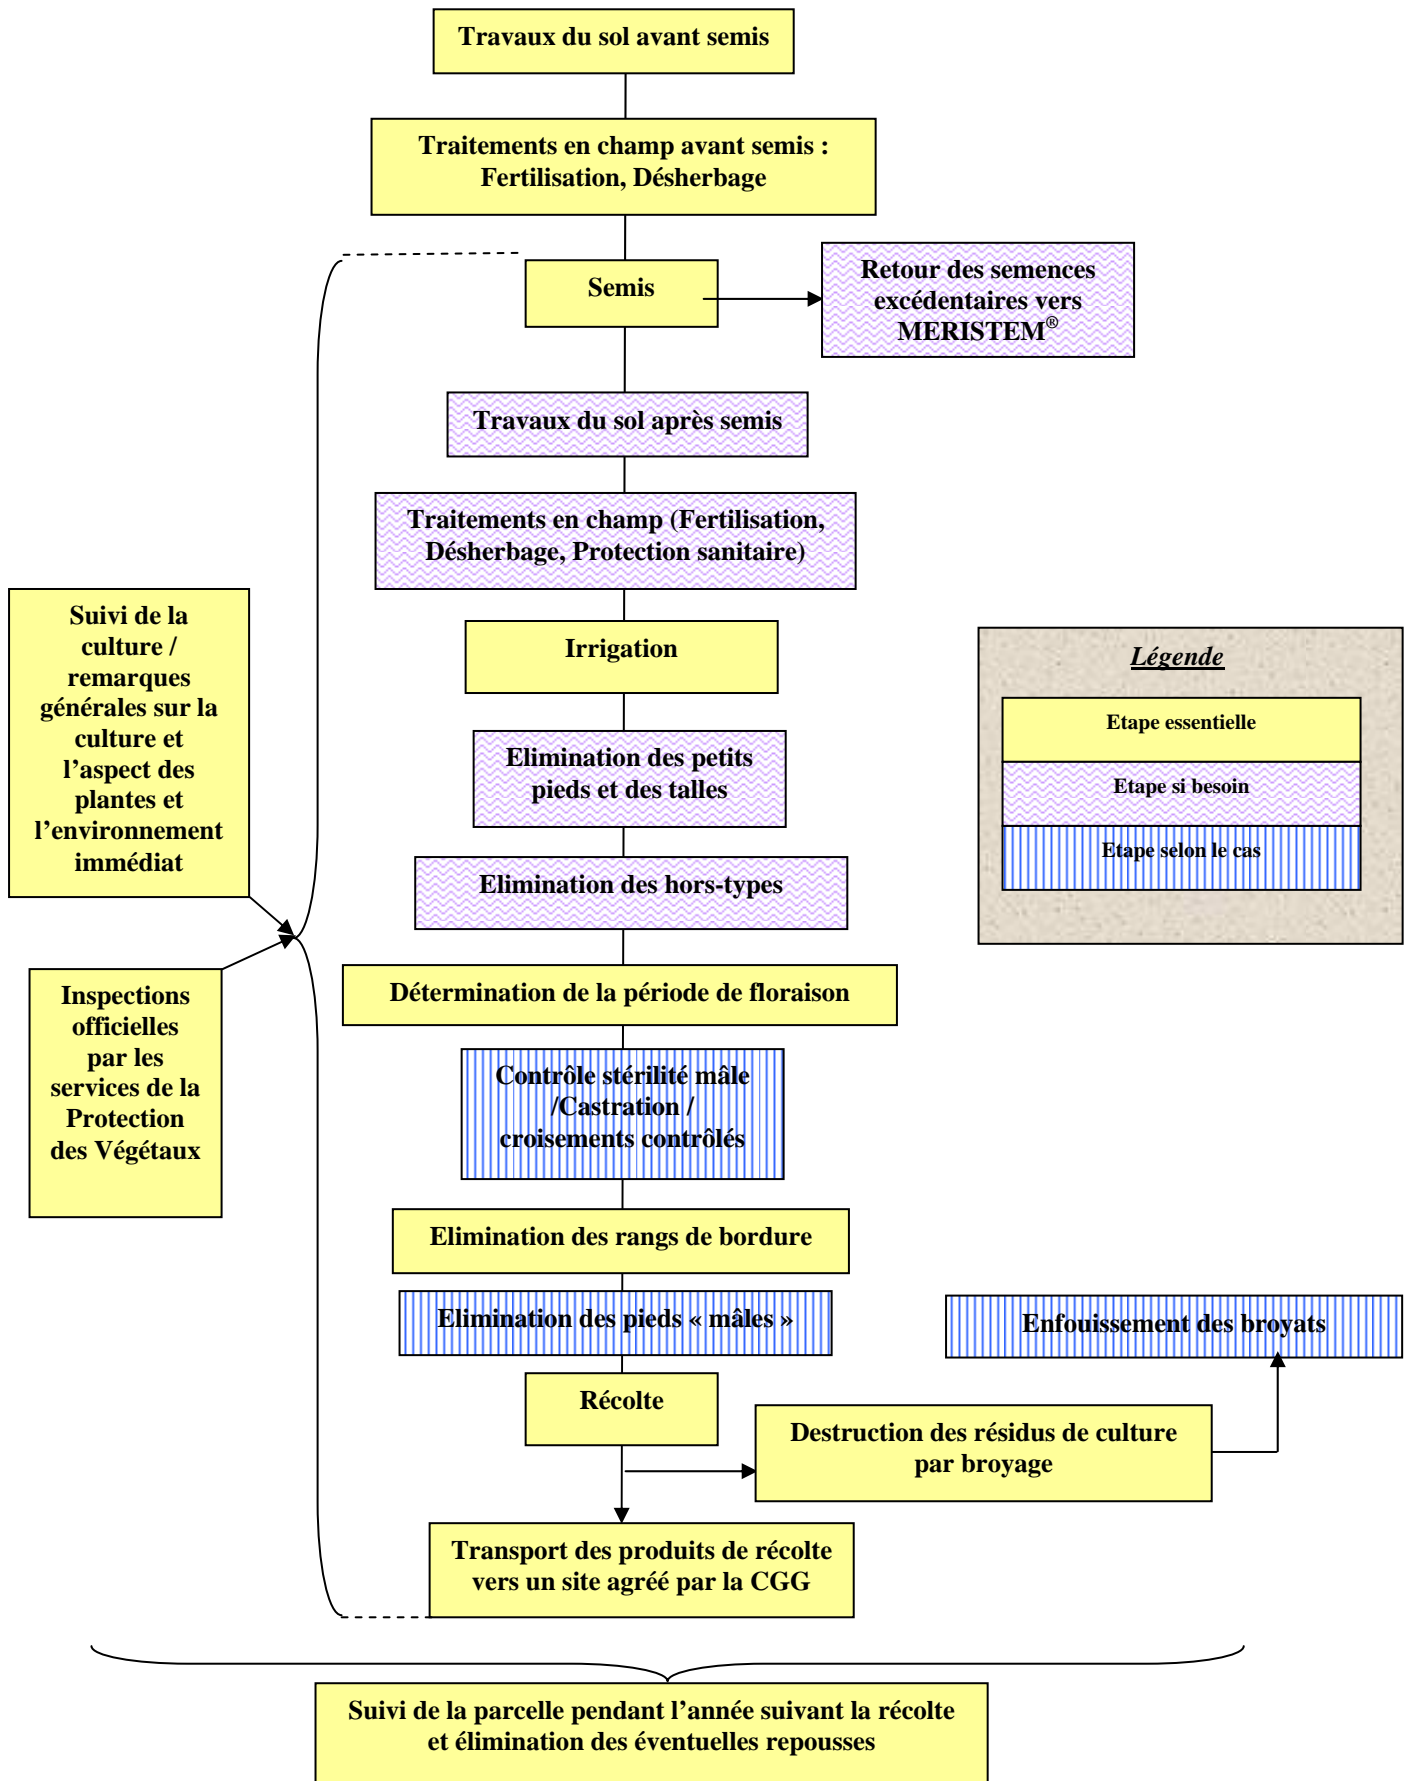 Travaux du sol avant semis
Traitements en champ avant semis :
Fertilisation, Désherbage
Semis
Retour des semences
excédentaires vers
MERISTEM®
Travaux du sol après semis
Traitements en champ (Fertilisation,
Désherbage, Protection sanitaire)
Suivi de la
culture /
remarques
générales sur la
culture et
l’aspect des
plantes et
l’environnement
immédiat
Irrigation
Légende
Etape essentielle
Etape si besoin
Etape selon le cas
Elimination des petits
pieds et des talles
Elimination des hors-types
Inspections
officielles
par les
services de la
Protection
des Végétaux
Détermination de la période de floraison
Contrôle stérilité mâle
/Castration /
croisements contrôlés
Elimination des rangs de bordure
Elimination des pieds « mâles »
Enfouissement des broyats
Récolte
Destruction des résidus de culture
par broyage
Transport des produits de récolte
vers un site agréé par la CGG
Suivi de la parcelle pendant l’année suivant la récolte
et élimination des éventuelles repousses